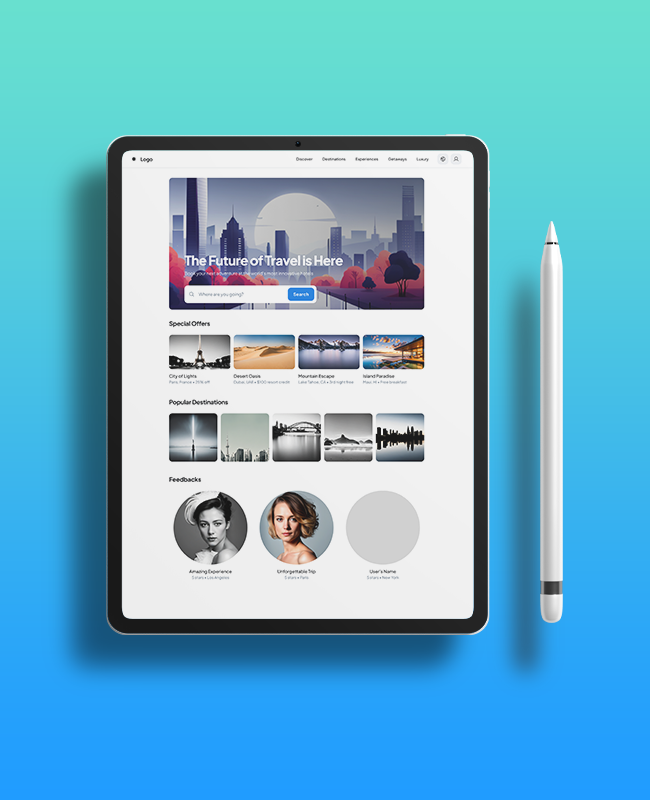 Logo
Discover Destinations Experiences Getaways Luxury
The Future of Travel is Here
Book your next adventure at the world's most innovative hotels
Where are you going?
Search
Special Offers
City of Lights Desert Oasis Mountain Escape Island Paradise
Paris, France • 25% off Dubai, UAE • $100 resort credit Lake Tahoe, CA • 3rd night free Maui, HI • Free breakfast
Popular Destinations
Feedbacks
Amazing Experience Unforgettable Trip User's Name
5 stars • Los Angeles 5 stars • Paris 5 stars • New York